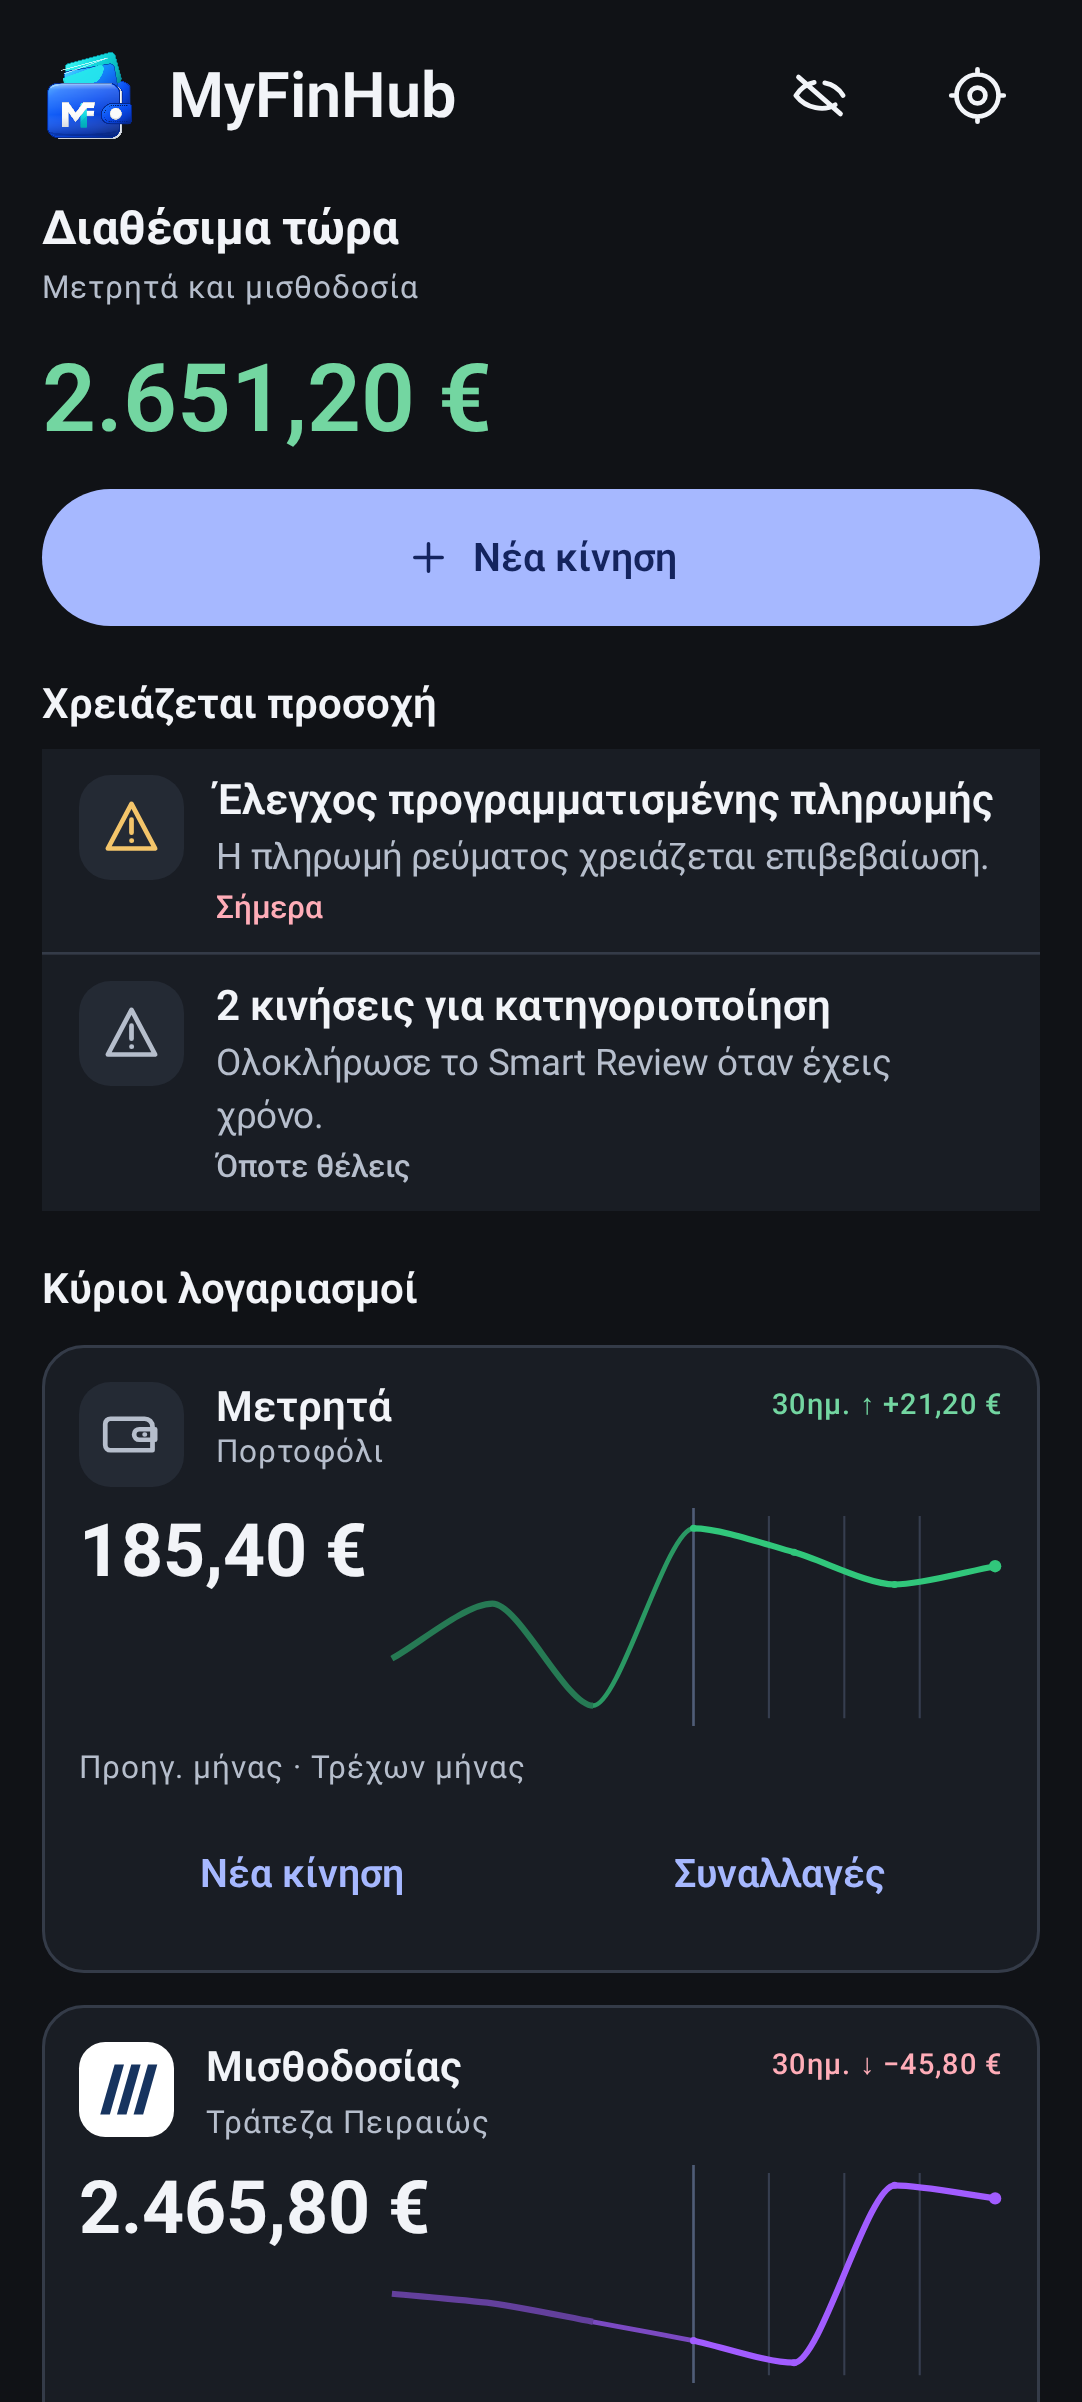 MF
MyFinHub
Διαθέσιμα τώρα
Μετρητά και μισθοδοσία
2.651,20 €
+ Νέα κίνηση
Χρειάζεται προσοχή
Έλεγχος προγραμματισμένης πληρωμής
Η πληρωμή ρεύματος χρειάζεται επιβεβαίωση.
Σήμερα
2 κινήσεις για κατηγοριοποίηση
Ολοκλήρωσε το Smart Review όταν έχεις
χρόνο.
Όποτε θέλεις
Κύριοι λογαριασμοί
Μετρητά
30ημ. ↑ +21,20 €
Πορτοφόλι
185,40 €
Προηγ. μήνας · Τρέχων μήνας
Νέα κίνηση
Συναλλαγές
Μισθοδοσίας
30ημ. ↓ −45,80 €
Τράπεζα Πειραιώς
2.465,80 €